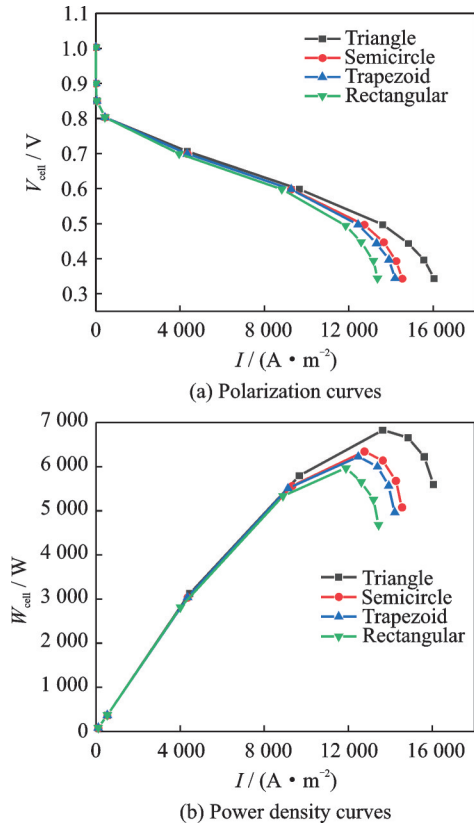 1.1
1.0
0.9
0.8
0.7
0.6
0.5
0.4
0.3
V_cell / V
Triangle
Semicircle
Trapezoid
Rectangular
0 4 000 8 000 12 000 16 000
I / (A · m⁻²)
(a) Polarization curves
7 000
6 000
5 000
4 000
3 000
2 000
1 000
0
W_cell / W
Triangle
Semicircle
Trapezoid
Rectangular
0 4 000 8 000 12 000 16 000
I / (A · m⁻²)
(b) Power density curves